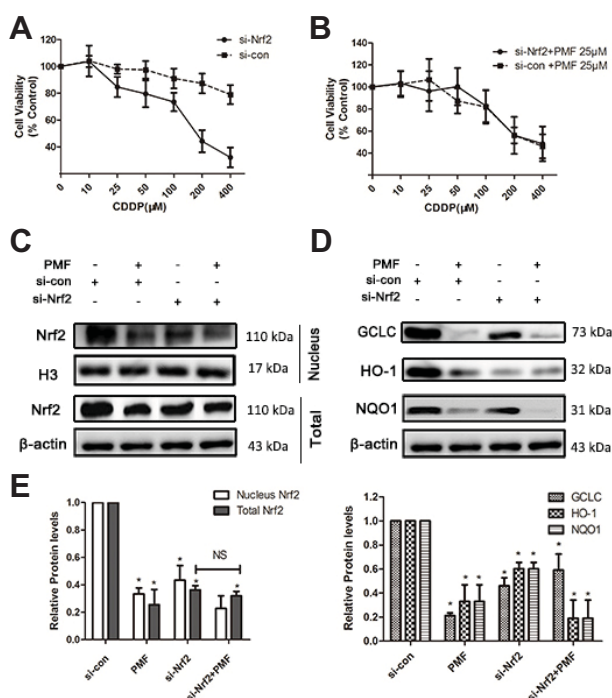 A
120
100
80
60
40
Cell Viability
(% Control)
si-Nrf2
si-con
0 10 25 50 100 200 400
CDDP(μM)
B
140
120
100
80
60
40
Cell Viability
(% Control)
si-Nrf2+PMF 25μM
si-con +PMF 25μM
0 10 25 50 100 200 400
CDDP(μM)
C
PMF - + - +
si-con + + - -
si-Nrf2 - - + +
Nrf2 110 kDa
H3 17 kDa
Nucleus
Nrf2 110 kDa
β-actin 43 kDa
Total
D
PMF - + - +
si-con + + - -
si-Nrf2 - - + +
GCLC 73 kDa
HO-1 32 kDa
NQO1 31 kDa
β-actin 43 kDa
E
1.0
0.8
0.6
0.4
0.2
0.0
Relative Protein levels
Nucleus Nrf2
Total Nrf2
NS
* * * * *
si-con PMF si-Nrf2 si-Nrf2+PMF
1.2
1.0
0.8
0.6
0.4
0.2
0.0
Relative Protein levels
GCLC
HO-1
NQO1
* * * * * * * * *
si-con PMF si-Nrf2 si-Nrf2+PMF